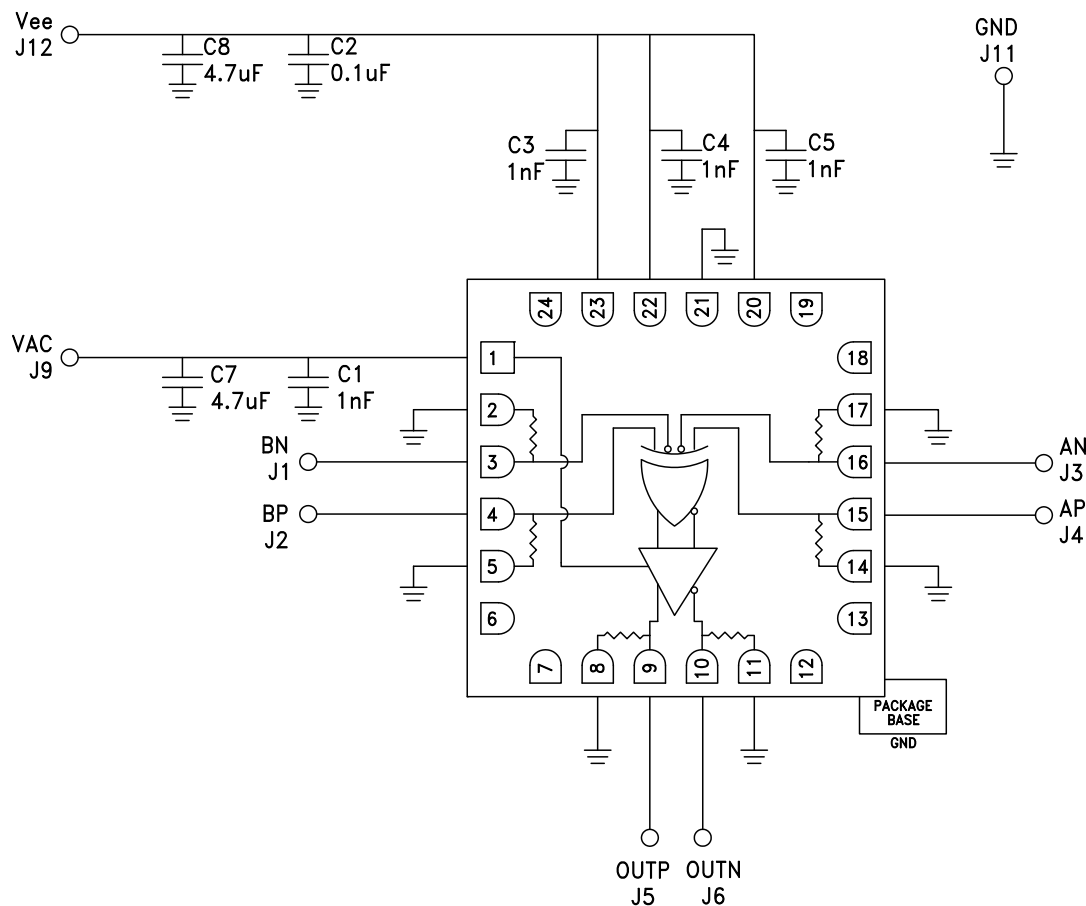 Vee
J12
C8
4.7uF
C2
0.1uF
GND
J11
C3
1nF
C4
1nF
C5
1nF
24
23
22
21
20
19
VAC
J9
C7
4.7uF
C1
1nF
1
18
2
17
BN
J1
3
16
AN
J3
BP
J2
4
15
AP
J4
5
14
6
13
7
8
9
10
11
12
PACKAGE
BASE
GND
OUTP
J5
OUTN
J6